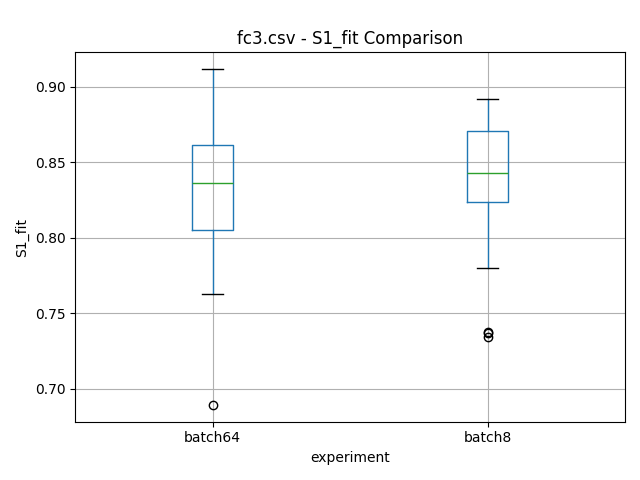 fc3.csv - S1_fit Comparison
0.90
0.85
0.80
0.75
0.70
S1_fit
batch64
batch8
experiment